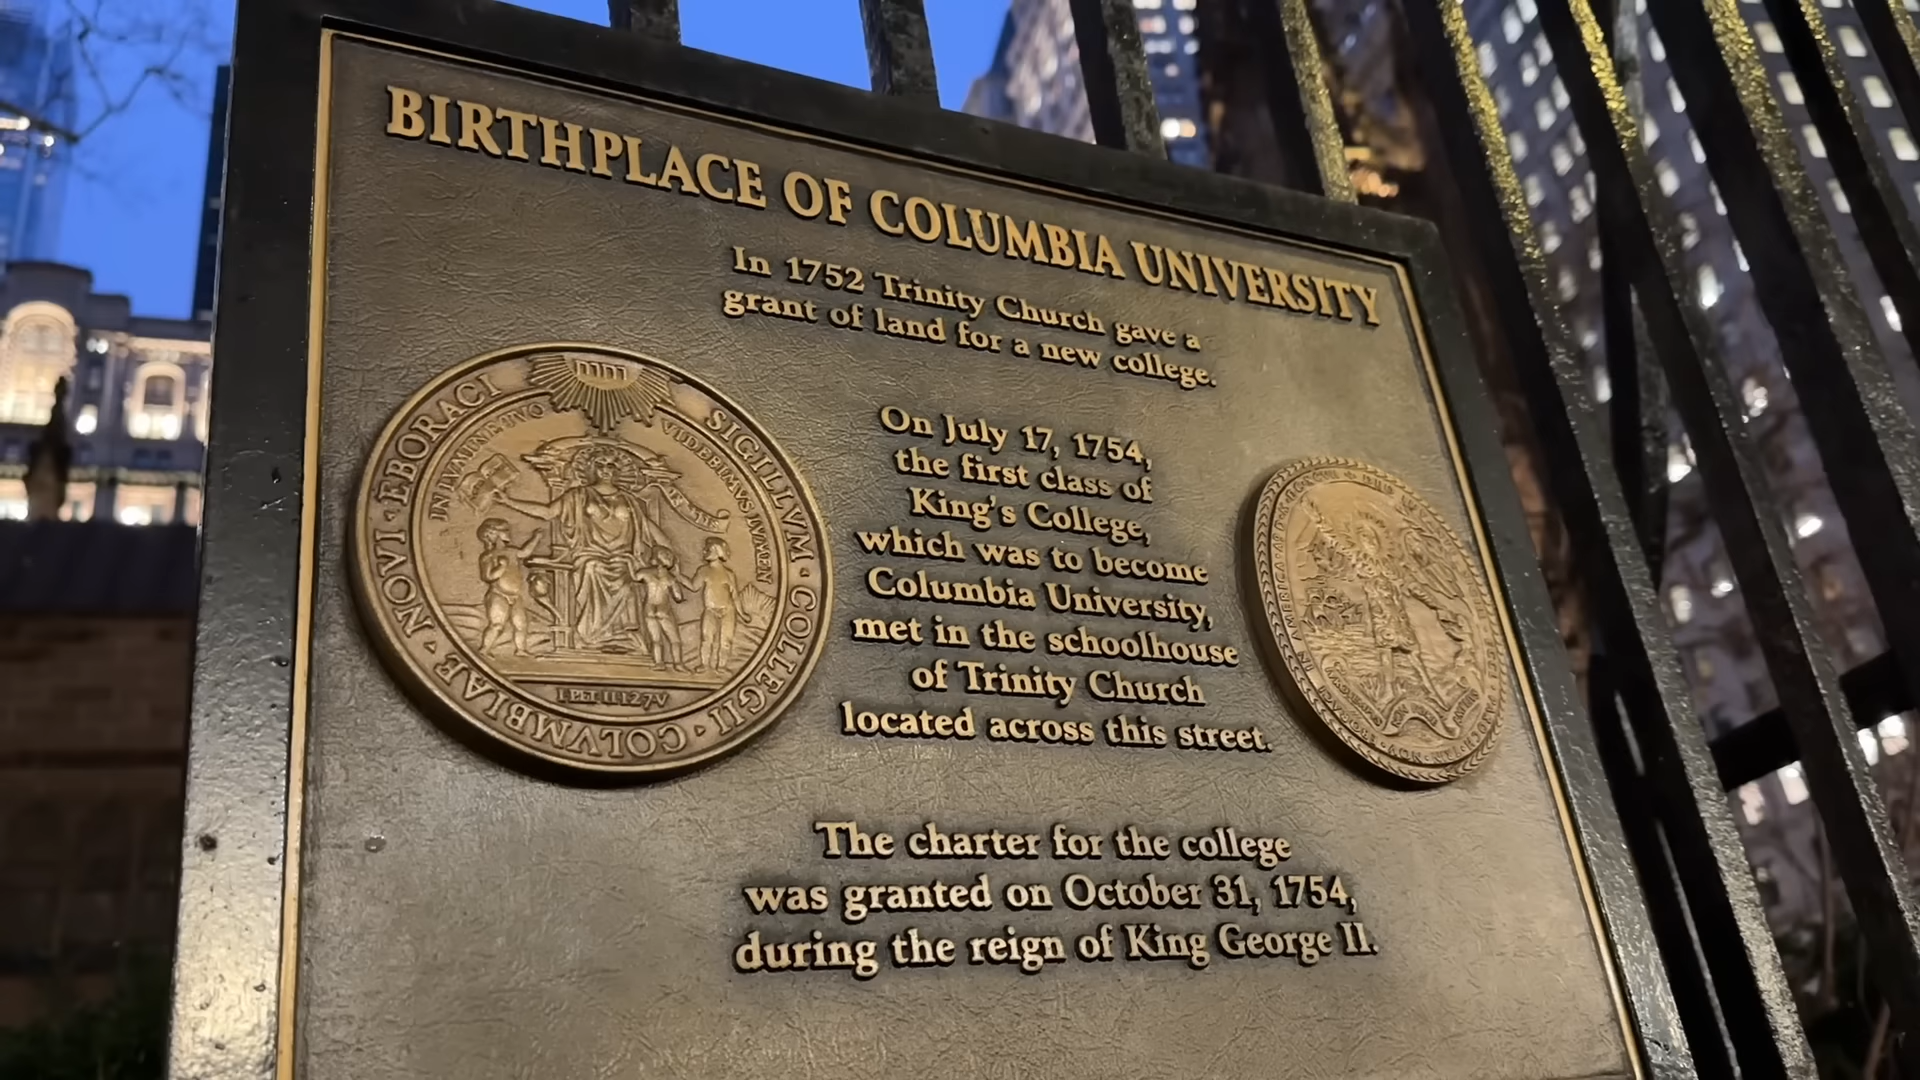 BIRTHPLACE OF COLUMBIA UNIVERSITY
In 1752 Trinity Church gave a
grant of land for a new college.
On July 17, 1754,
the first class of
King's College,
which was to become
Columbia University,
met in the schoolhouse
of Trinity Church
located across this street.
The charter for the college
was granted on October 31, 1754,
during the reign of King George II.
SIGILLVM · COLLEGII · COLVMBIAE · NOVI · EBORACI
VIDEBIMVS LVMEN
IN AMERICA